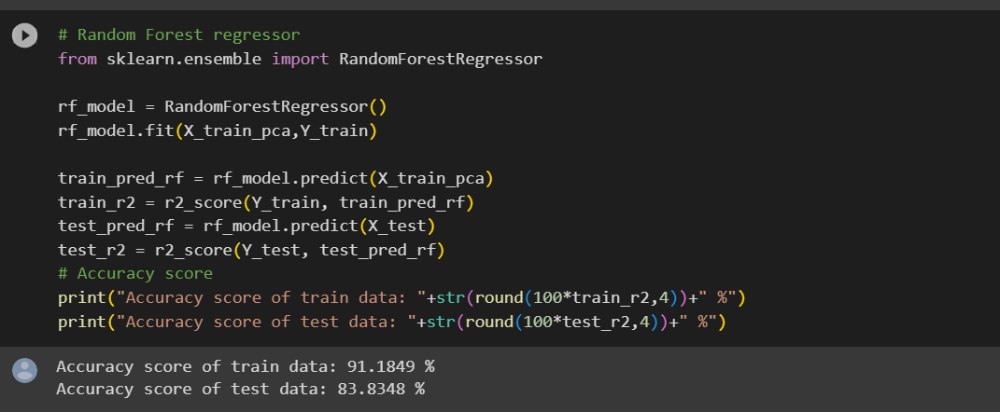 # Random Forest regressor
from sklearn.ensemble import RandomForestRegressor
rf_model = RandomForestRegressor()
rf_model.fit(X_train_pca,Y_train)
train_pred_rf = rf_model.predict(X_train_pca)
train_r2 = r2_score(Y_train, train_pred_rf)
test_pred_rf = rf_model.predict(X_test)
test_r2 = r2_score(Y_test, test_pred_rf)
# Accuracy score
print("Accuracy score of train data: "+str(round(100*train_r2,4))+" %")
print("Accuracy score of test data: "+str(round(100*test_r2,4))+" %")
Accuracy score of train data: 91.1849 %
Accuracy score of test data: 83.8348 %